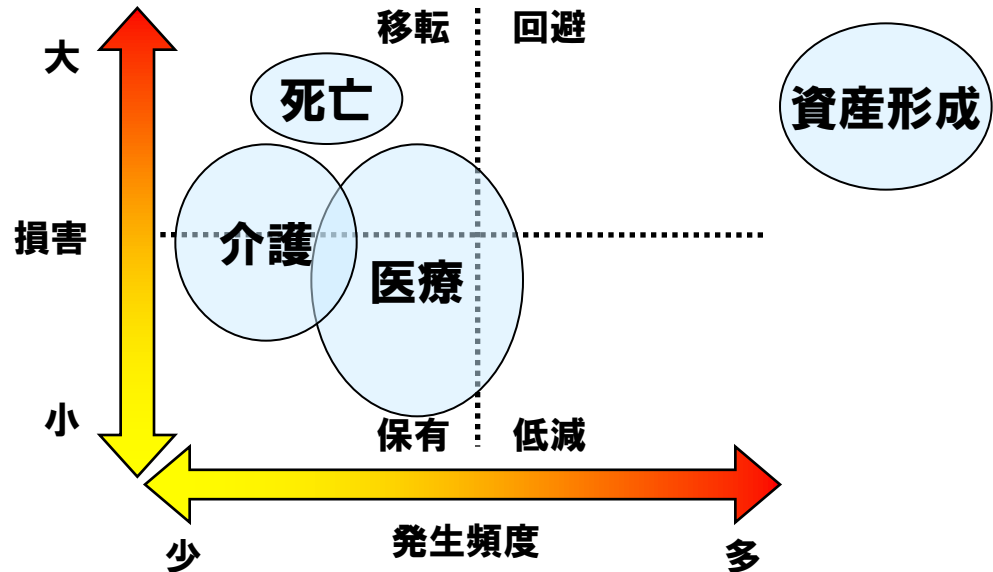 移転
回避
大
死亡
資産形成
損害
介護
医療
小
保有
低減
発生頻度
少
多